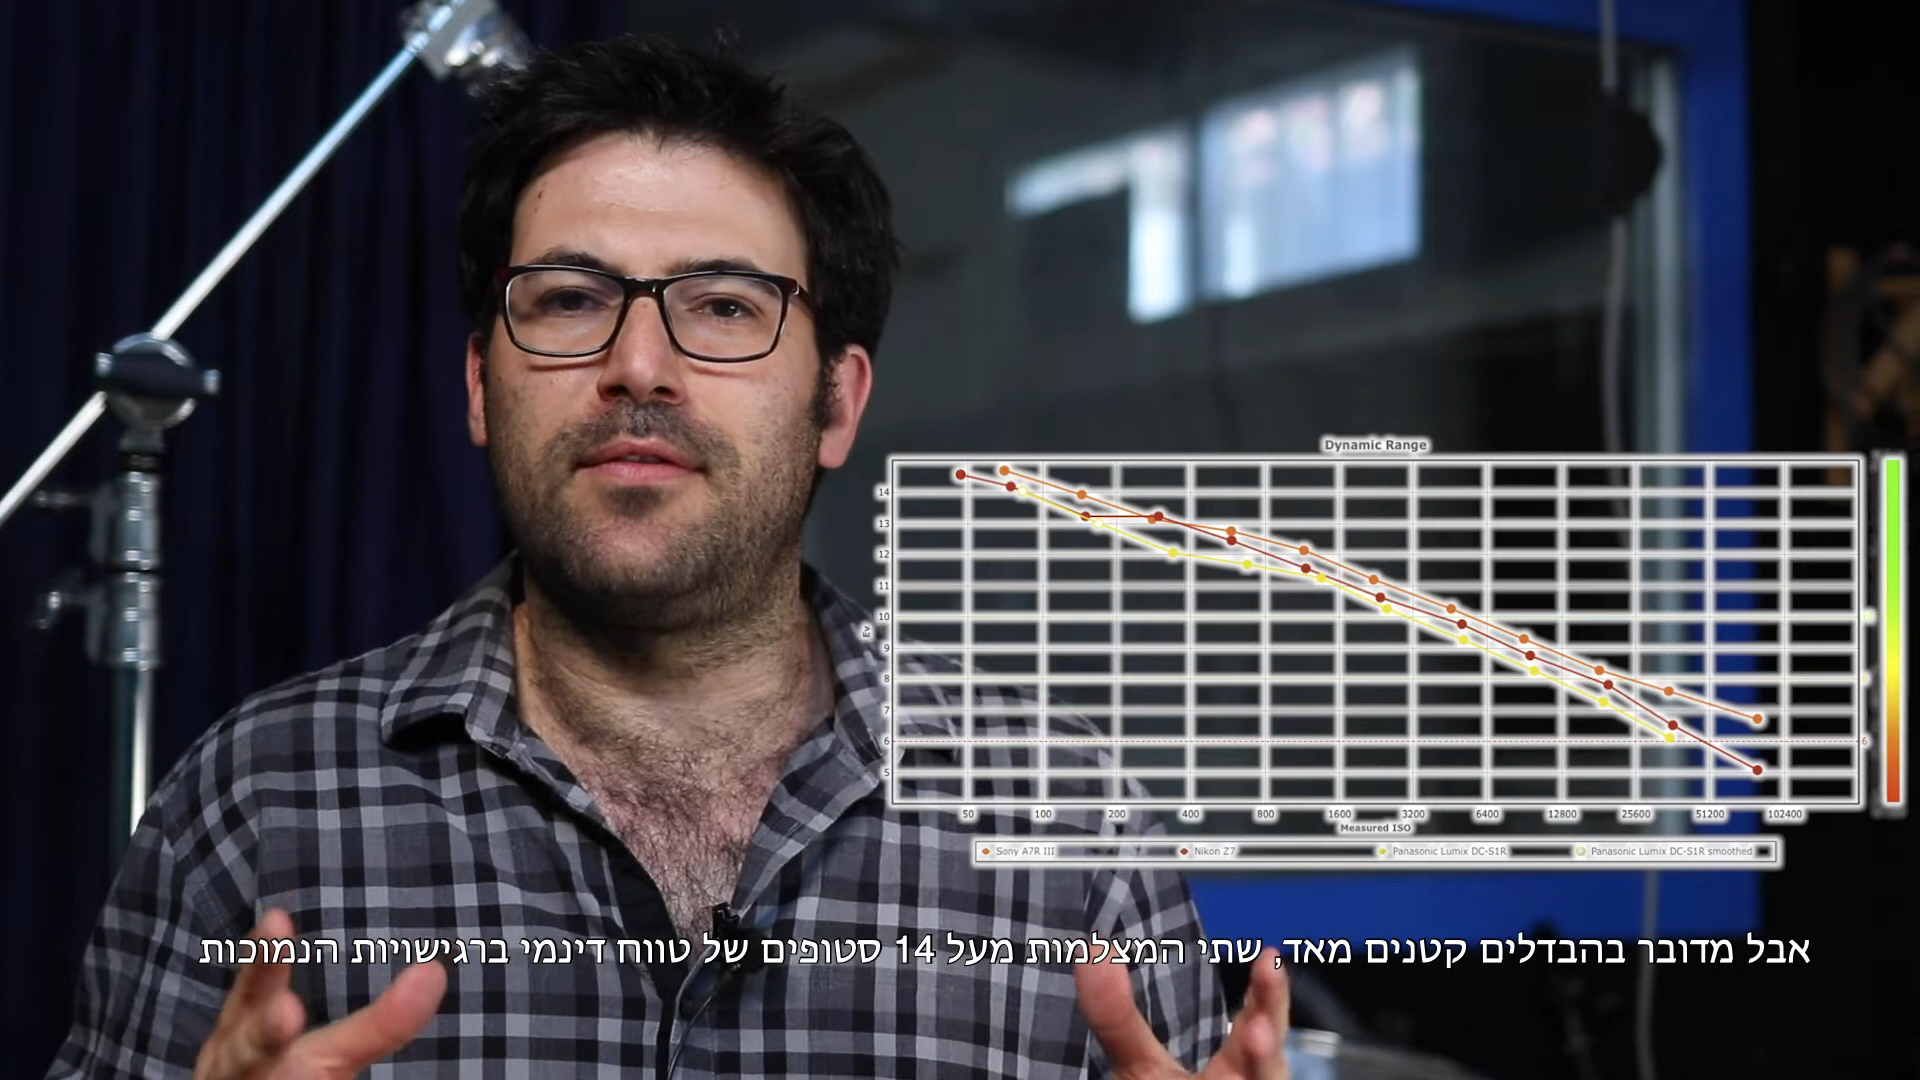 Dynamic Range
14
13
12
11
10
9
8
7
6
5
EV
6
50 100 200 400 800 1600 3200 6400 12800 25600 51200 102400
Measured ISO
Sony A7R III Nikon Z7 Panasonic Lumix DC-S1R Panasonic Lumix DC-S1R smoothed
אבל מדובר בהבדלים קטנים מאד, שתי המצלמות מעל 14 סטופים של טווח דינמי ברגישויות הנמוכות